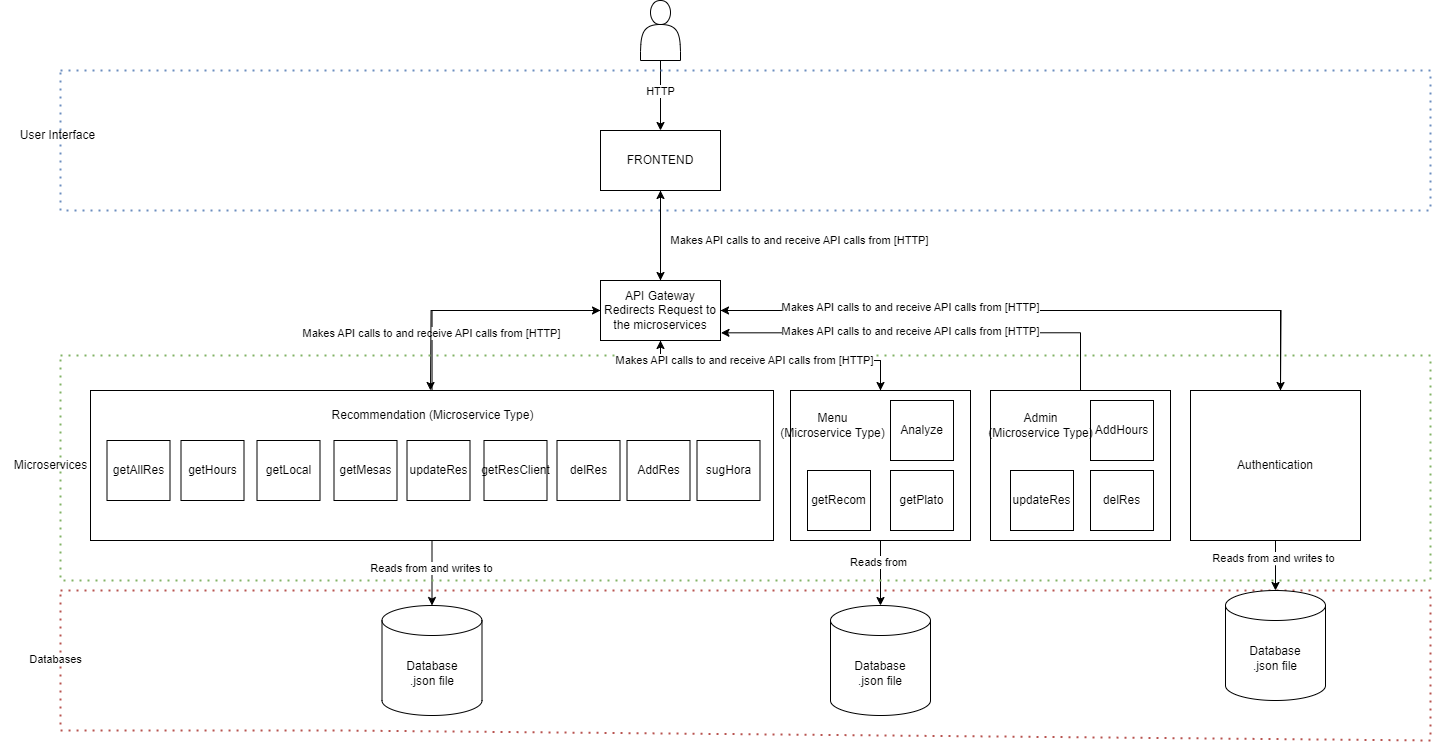 HTTP
User Interface
FRONTEND
Makes API calls to and receive API calls from [HTTP]
API Gateway
Redirects Request to
the microservices
Makes API calls to and receive API calls from [HTTP]
Makes API calls to and receive API calls from [HTTP]
Makes API calls to and receive API calls from [HTTP]
Makes API calls to and receive API calls from [HTTP]
Microservices
Recommendation (Microservice Type)
getAllRes
getHours
getLocal
getMesas
updateRes
getResClient
delRes
AddRes
sugHora
Menu
(Microservice Type)
Analyze
getRecom
getPlato
Admin
(Microservice Type)
AddHours
updateRes
delRes
Authentication
Reads from and writes to
Reads from
Reads from and writes to
Databases
Database
.json file
Database
.json file
Database
.json file